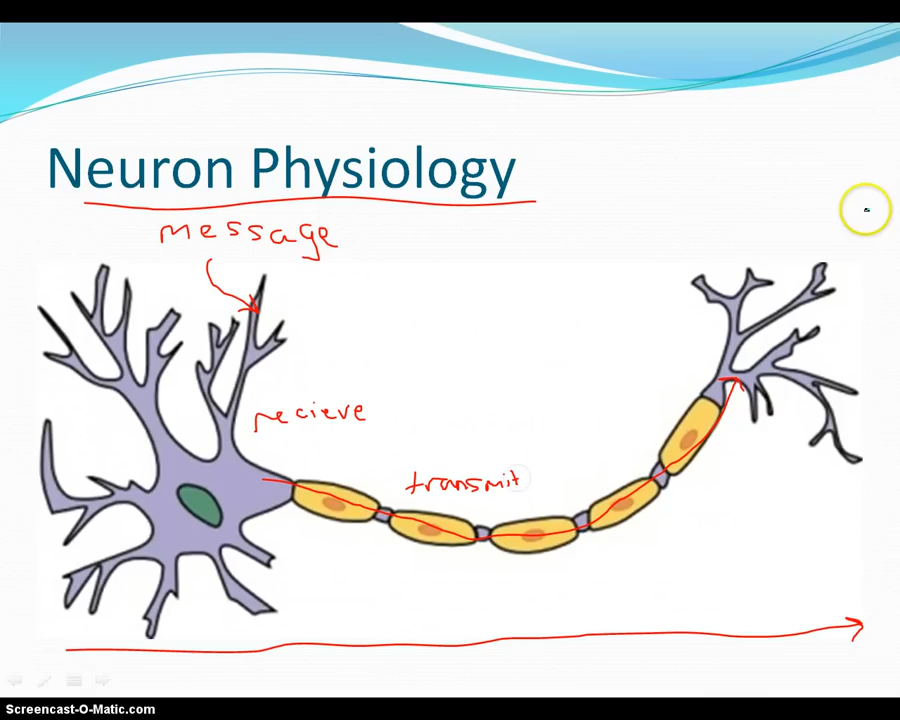 Neuron Physiology
message
recieve
transmit
Screencast-O-Matic.com